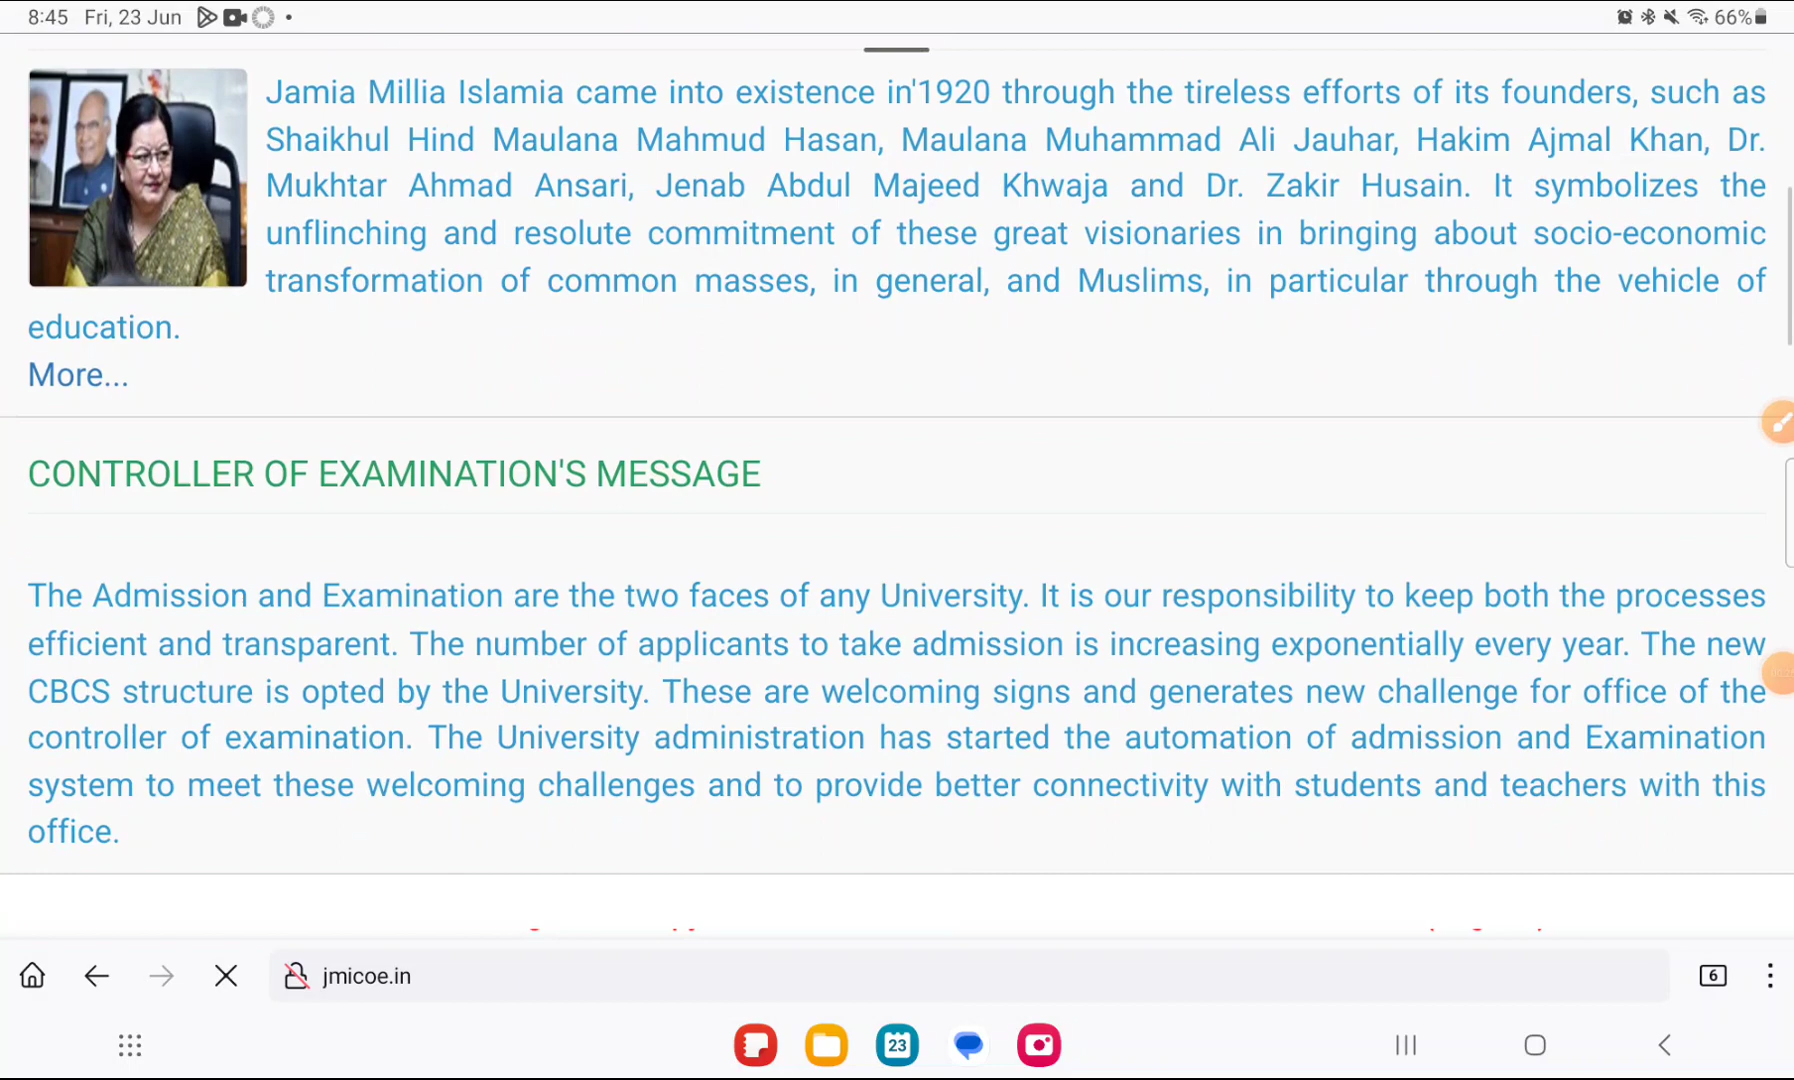 8:45 Fri, 23 Jun
66%
Jamia Millia Islamia came into existence in'1920 through the tireless efforts of its founders, such as
Shaikhul Hind Maulana Mahmud Hasan, Maulana Muhammad Ali Jauhar, Hakim Ajmal Khan, Dr.
Mukhtar Ahmad Ansari, Jenab Abdul Majeed Khwaja and Dr. Zakir Husain. It symbolizes the
unflinching and resolute commitment of these great visionaries in bringing about socio-economic
transformation of common masses, in general, and Muslims, in particular through the vehicle of
education.
More...
CONTROLLER OF EXAMINATION'S MESSAGE
The Admission and Examination are the two faces of any University. It is our responsibility to keep both the processes
efficient and transparent. The number of applicants to take admission is increasing exponentially every year. The new
CBCS structure is opted by the University. These are welcoming signs and generates new challenge for office of the
controller of examination. The University administration has started the automation of admission and Examination
system to meet these welcoming challenges and to provide better connectivity with students and teachers with this
office.
jmicoe.in
6
23